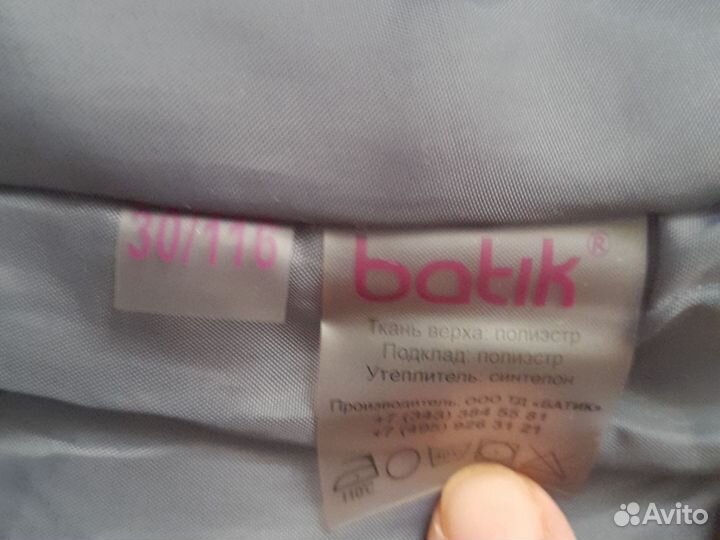 30/116
batik®
Ткань верха: полиэстр
Подклад: полиэстр
Утеплитель: синтепон
Производитель: ООО ТД «БАТИК»
+7 (343) 384 55 81
+7 (495) 926 31 21
110℃
Avito